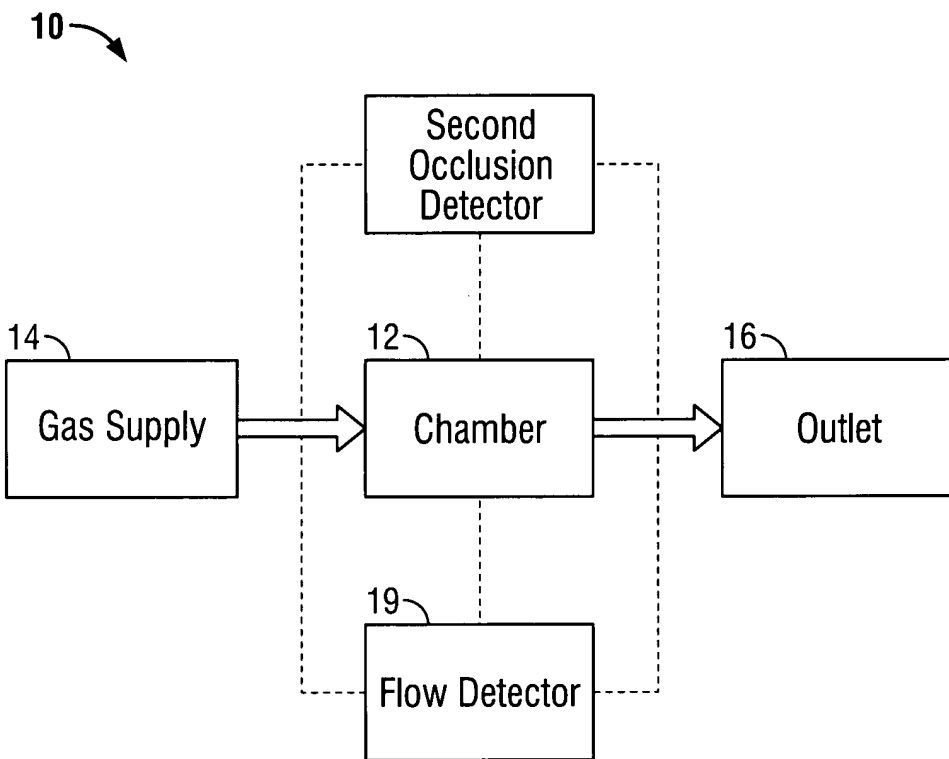 10
Second
Occlusion
Detector
14
12
16
Gas Supply
Chamber
Outlet
19
Flow Detector